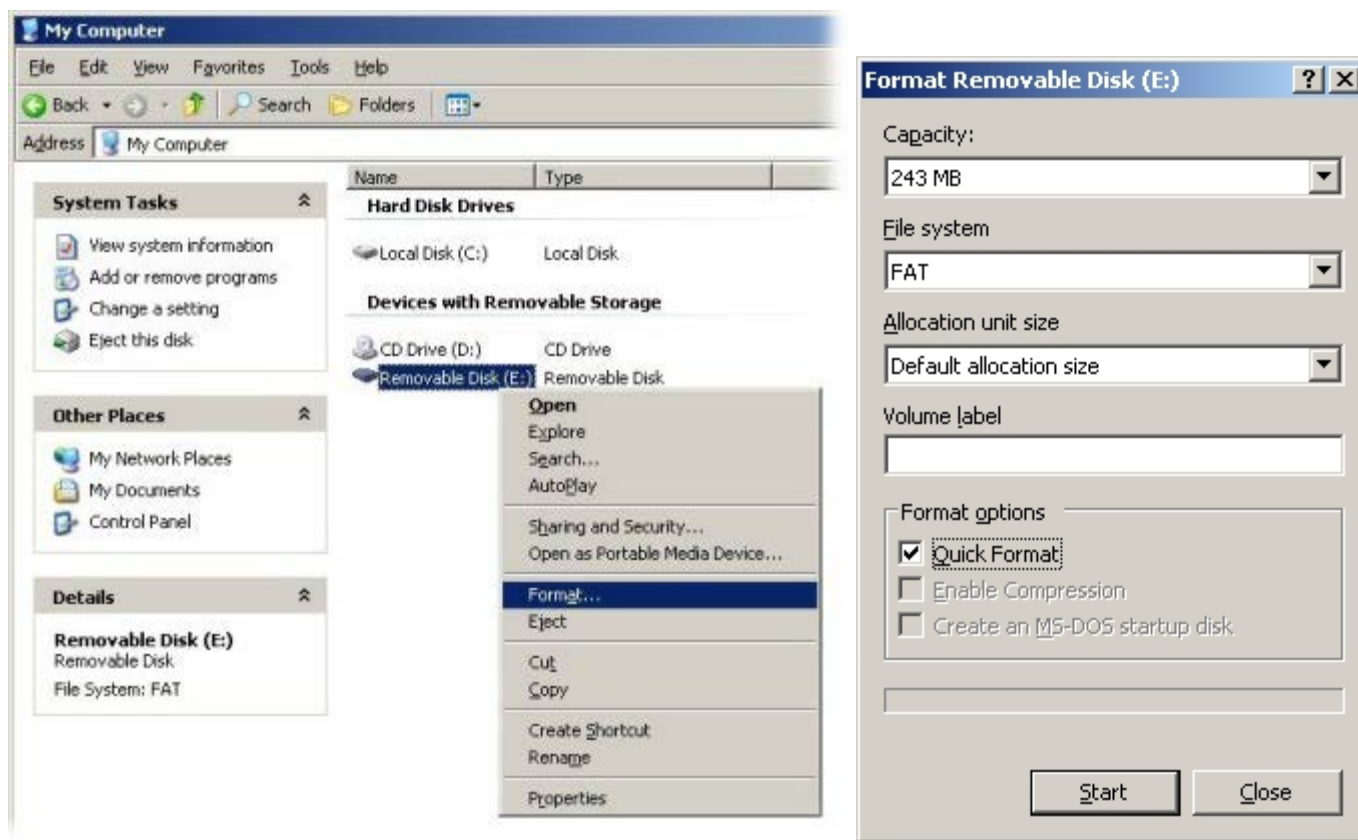 My Computer
File Edit View Favorites Tools Help
Back Search Folders
Address My Computer
System Tasks
View system information
Add or remove programs
Change a setting
Eject this disk
Other Places
My Network Places
My Documents
Control Panel
Details
Removable Disk (E:)
Removable Disk
File System: FAT
Name Type
Hard Disk Drives
Local Disk (C:) Local Disk
Devices with Removable Storage
CD Drive (D:) CD Drive
Removable Disk (E:) Removable Disk
Open
Explore
Search...
AutoPlay
Sharing and Security...
Open as Portable Media Device...
Format...
Eject
Cut
Copy
Create Shortcut
Rename
Properties
Format Removable Disk (E:)
Capacity:
243 MB
File system
FAT
Allocation unit size
Default allocation size
Volume label
Format options
Quick Format
Enable Compression
Create an MS-DOS startup disk
Start Close